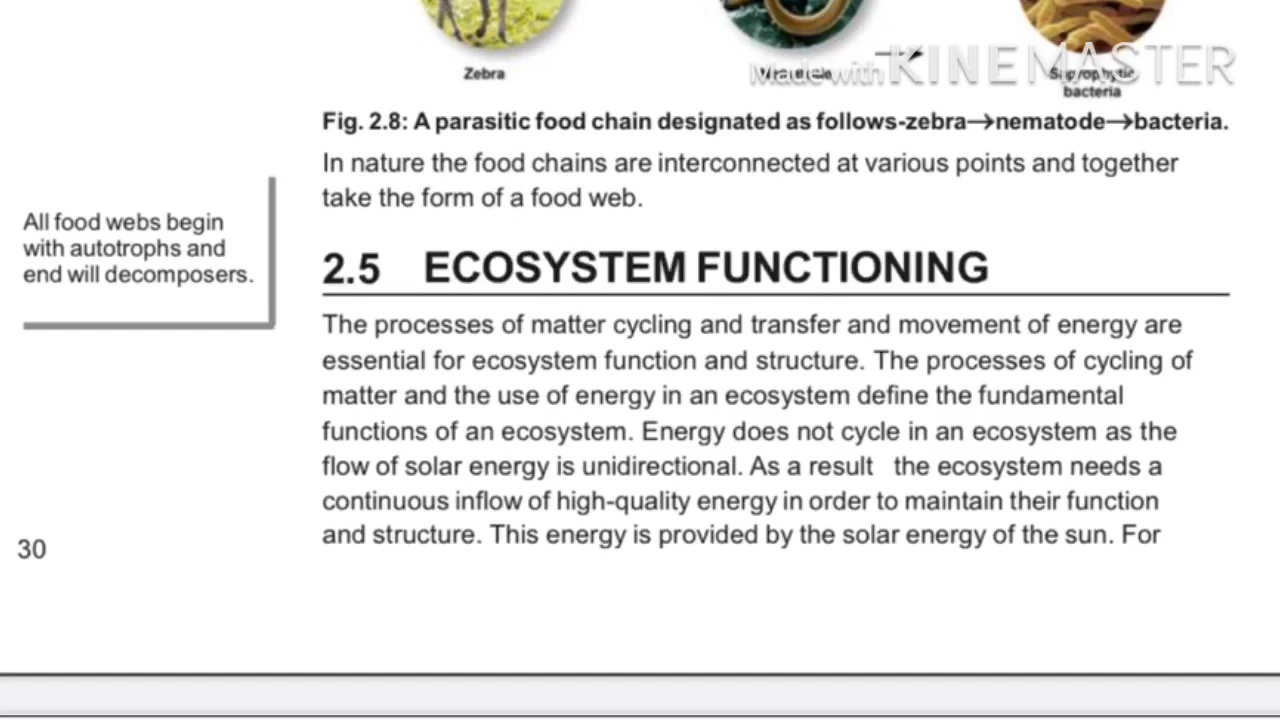 Zebra
Made with KINEMASTER
Saprophytic
bacteria
Fig. 2.8: A parasitic food chain designated as follows-zebra→nematode→bacteria.
In nature the food chains are interconnected at various points and together
take the form of a food web.
All food webs begin
with autotrophs and
end will decomposers.
2.5 ECOSYSTEM FUNCTIONING
The processes of matter cycling and transfer and movement of energy are
essential for ecosystem function and structure. The processes of cycling of
matter and the use of energy in an ecosystem define the fundamental
functions of an ecosystem. Energy does not cycle in an ecosystem as the
flow of solar energy is unidirectional. As a result the ecosystem needs a
continuous inflow of high-quality energy in order to maintain their function
and structure. This energy is provided by the solar energy of the sun. For
30